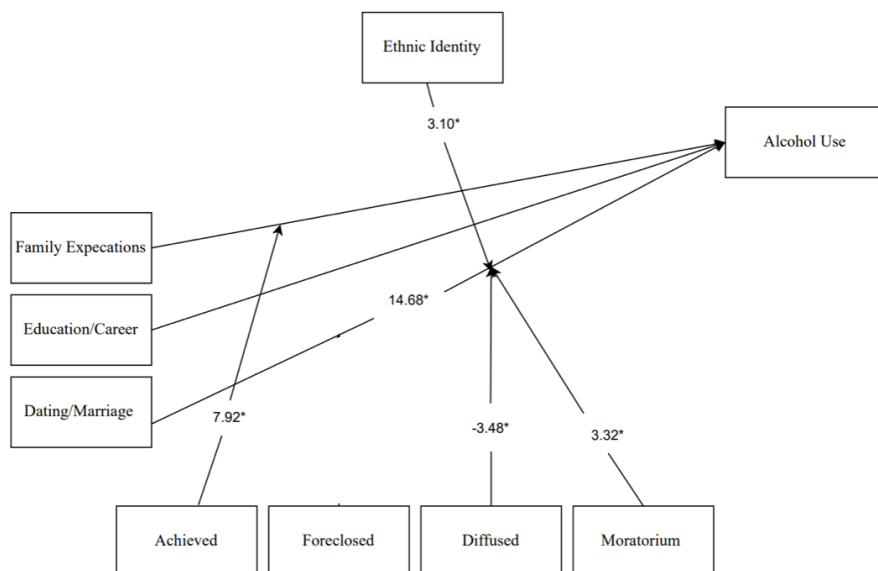 Ethnic Identity
3.10*
Alcohol Use
Family Expecations
Education/Career
14.68*
Dating/Marriage
7.92*
-3.48*
3.32*
Achieved
Foreclosed
Diffused
Moratorium